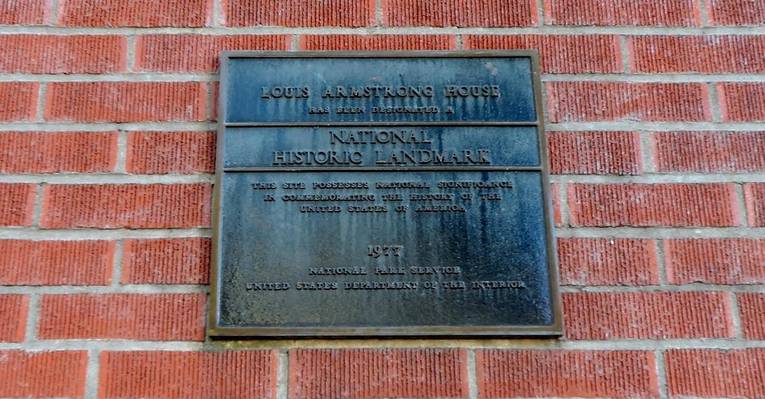 LOUIS ARMSTRONG HOUSE
HAS BEEN DESIGNATED A
NATIONAL
HISTORIC LANDMARK
THIS SITE POSSESSES NATIONAL SIGNIFICANCE
IN COMMEMORATING THE HISTORY OF THE
UNITED STATES OF AMERICA
1977
NATIONAL PARK SERVICE
UNITED STATES DEPARTMENT OF THE INTERIOR